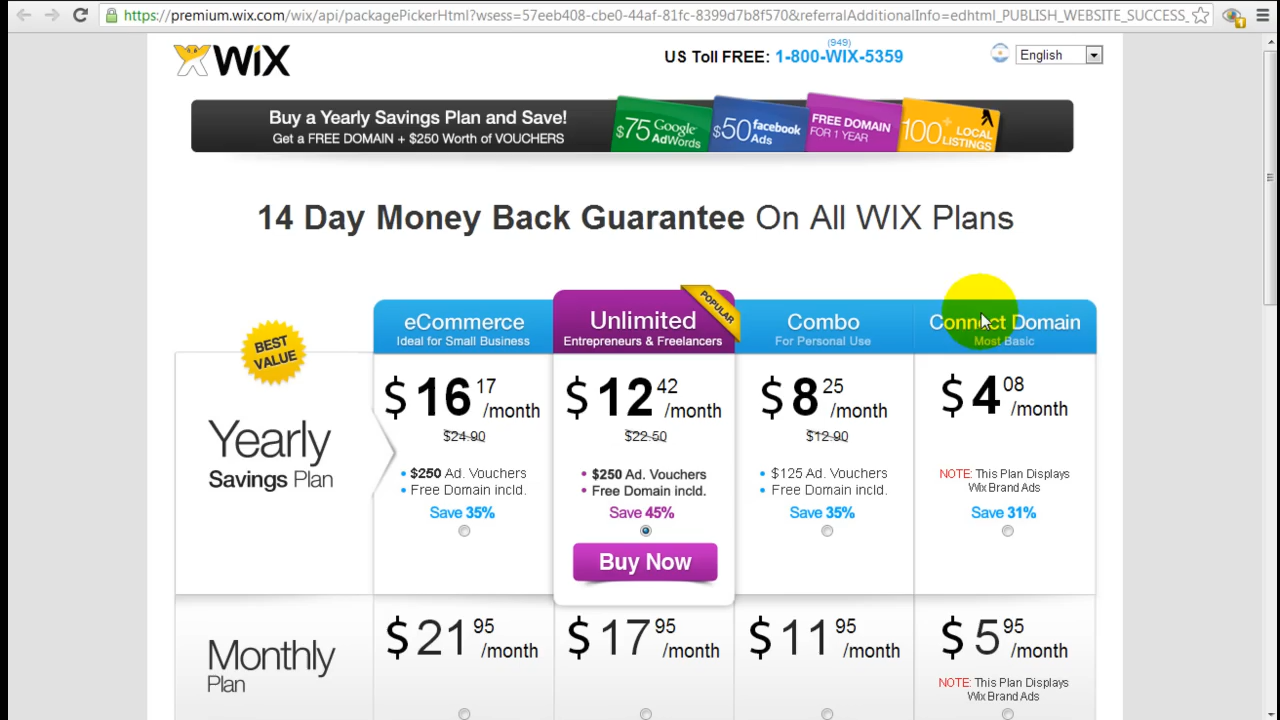 https://premium.wix.com/wix/api/packagePickerHtml?wsess=57eeb408-cbe0-44af-81fc-8399d7b8f570&referralAdditionalInfo=edhtml_PUBLISH_WEBSITE_SUCCESS_
WiX
(949)
US Toll FREE: 1-800-WIX-5359
English
Buy a Yearly Savings Plan and Save!
Get a FREE DOMAIN + $250 Worth of VOUCHERS
$75 Google AdWords
$50 facebook Ads
FREE DOMAIN FOR 1 YEAR
100+ LOCAL LISTINGS
14 Day Money Back Guarantee On All WIX Plans
BEST VALUE
POPULAR
eCommerce
Ideal for Small Business
Unlimited
Entrepreneurs & Freelancers
Combo
For Personal Use
Connect Domain
Most Basic
Yearly
Savings Plan
$16 17 /month
$24.90
• $250 Ad. Vouchers
• Free Domain incld.
Save 35%
$12 42 /month
$22.50
• $250 Ad. Vouchers
• Free Domain incld.
Save 45%
Buy Now
$8 25 /month
$12.90
• $125 Ad. Vouchers
• Free Domain incld.
Save 35%
$4 08 /month
NOTE: This Plan Displays
Wix Brand Ads
Save 31%
Monthly
Plan
$21 95 /month
$17 95 /month
$11 95 /month
$5 95 /month
NOTE: This Plan Displays
Wix Brand Ads
1